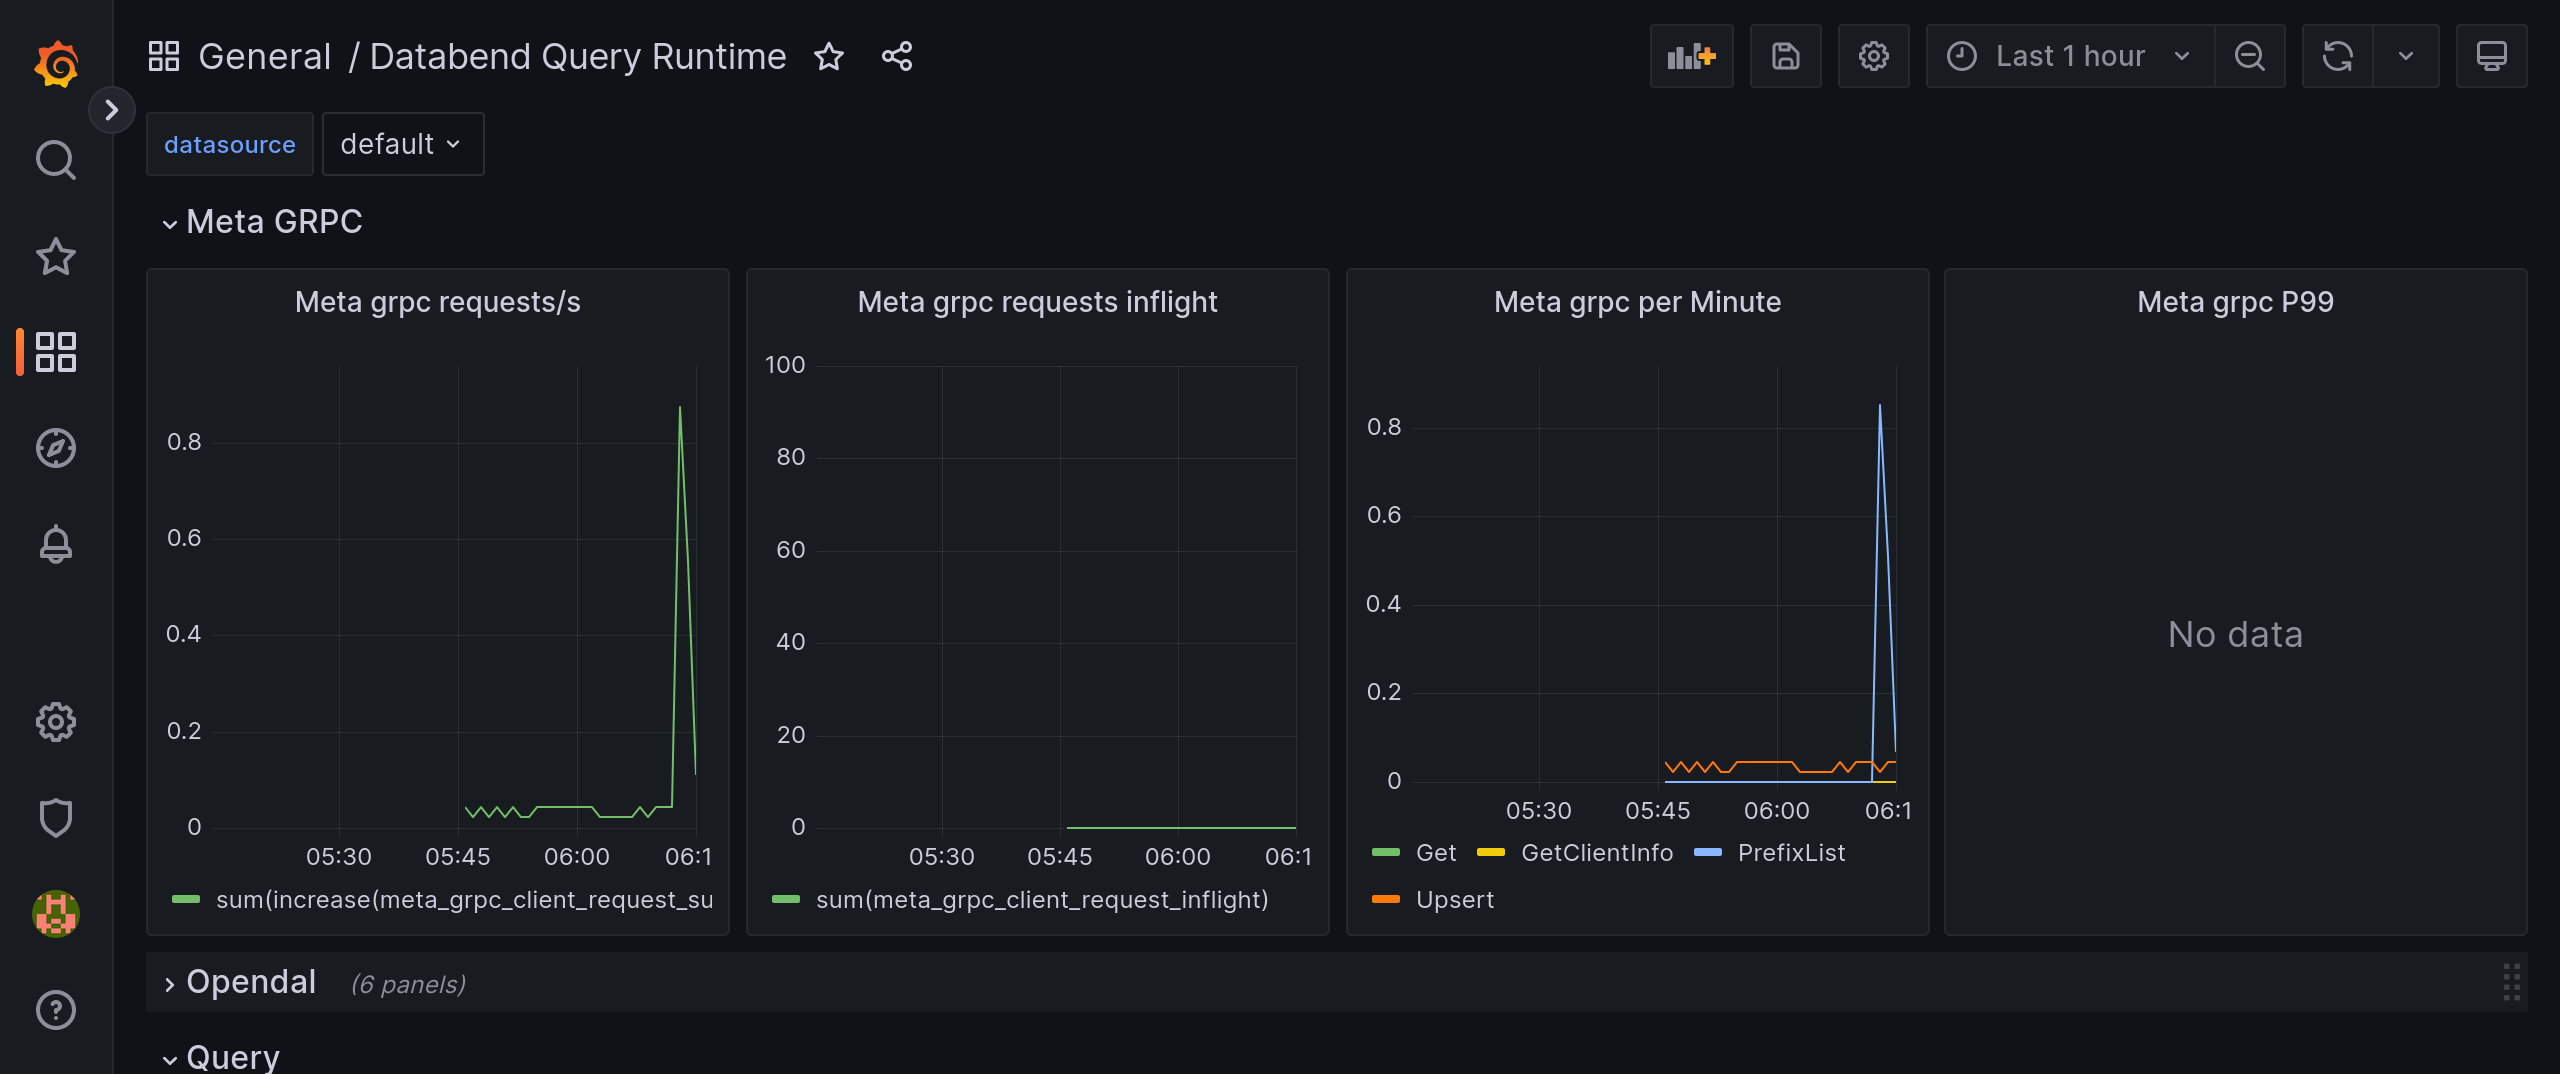 General / Databend Query Runtime
Last 1 hour
datasource
default
Meta GRPC
Meta grpc requests/s
0.8
0.6
0.4
0.2
0
05:30 05:45 06:00 06:1
sum(increase(meta_grpc_client_request_su
Meta grpc requests inflight
100
80
60
40
20
0
05:30 05:45 06:00 06:1
sum(meta_grpc_client_request_inflight)
Meta grpc per Minute
0.8
0.6
0.4
0.2
0
05:30 05:45 06:00 06:1
Get GetClientInfo PrefixList
Upsert
Meta grpc P99
No data
Opendal (6 panels)
Query